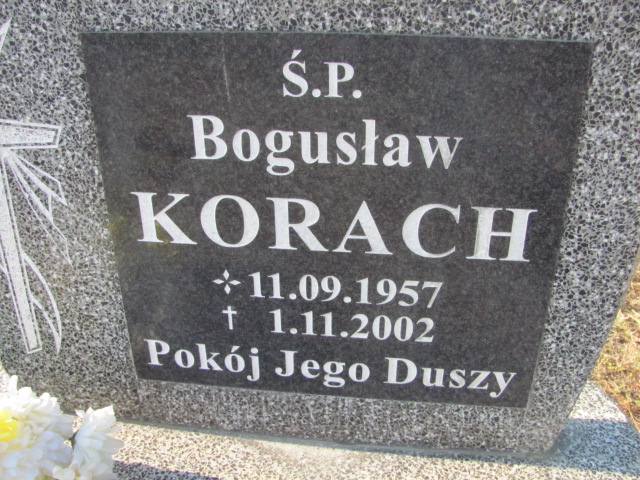 Ś.P.
Bogusław
KORACH
✧ 11.09.1957
† 1.11.2002
Pokój Jego Duszy